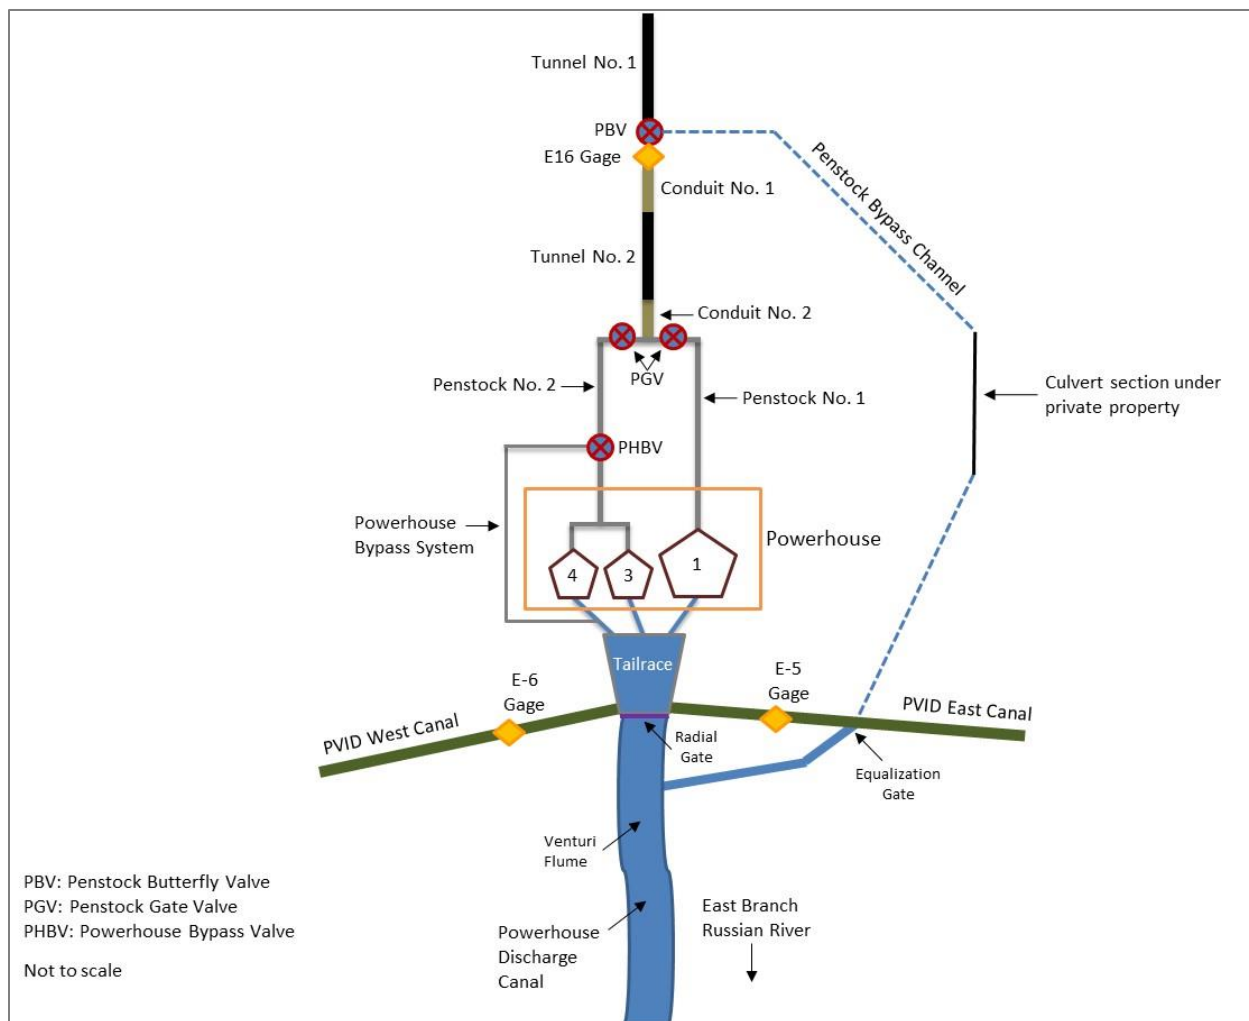 Tunnel No. 1
PBV
E16 Gage
Conduit No. 1
Penstock Bypass Channel
Tunnel No. 2
Conduit No. 2
PGV
Penstock No. 2
Penstock No. 1
Culvert section under
private property
PHBV
Powerhouse
Bypass System
Powerhouse
4
3
1
Tailrace
E-6
Gage
E-5
Gage
PVID West Canal
PVID East Canal
Radial
Gate
Equalization
Gate
Venturi
Flume
PBV: Penstock Butterfly Valve
PGV: Penstock Gate Valve
PHBV: Powerhouse Bypass Valve
Not to scale
Powerhouse
Discharge
Canal
East Branch
Russian River